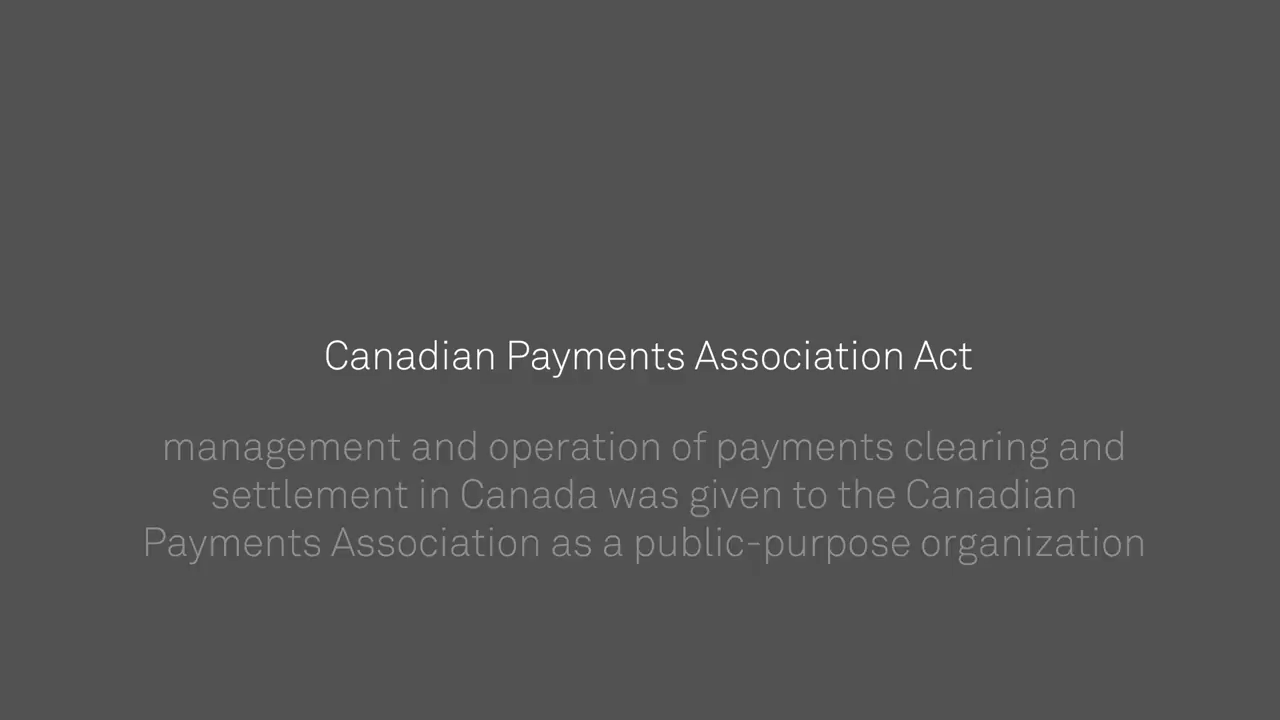 Canadian Payments Association Act
management and operation of payments clearing and
settlement in Canada was given to the Canadian
Payments Association as a public-purpose organization